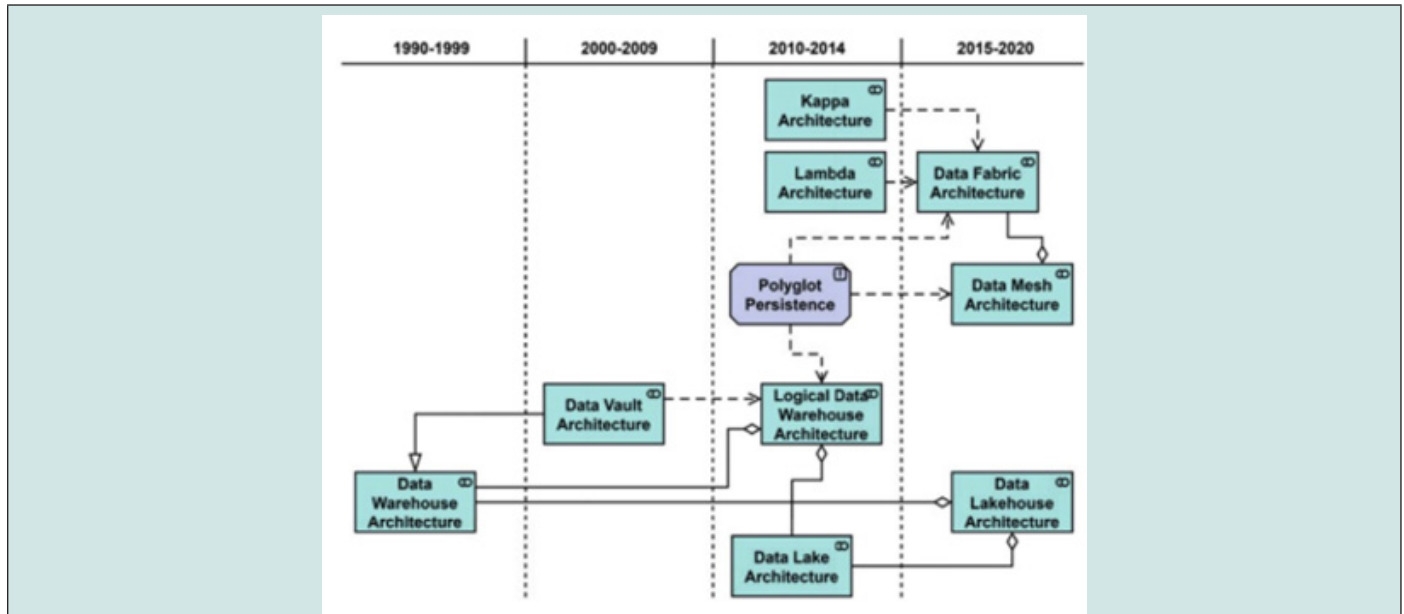 1990-1999
2000-2009
2010-2014
2015-2020
Kappa
Architecture
Lambda
Architecture
Data Fabric
Architecture
Polyglot
Persistence
Data Mesh
Architecture
Data Vault
Architecture
Logical Data
Warehouse
Architecture
Data
Warehouse
Architecture
Data
Lakehouse
Architecture
Data Lake
Architecture